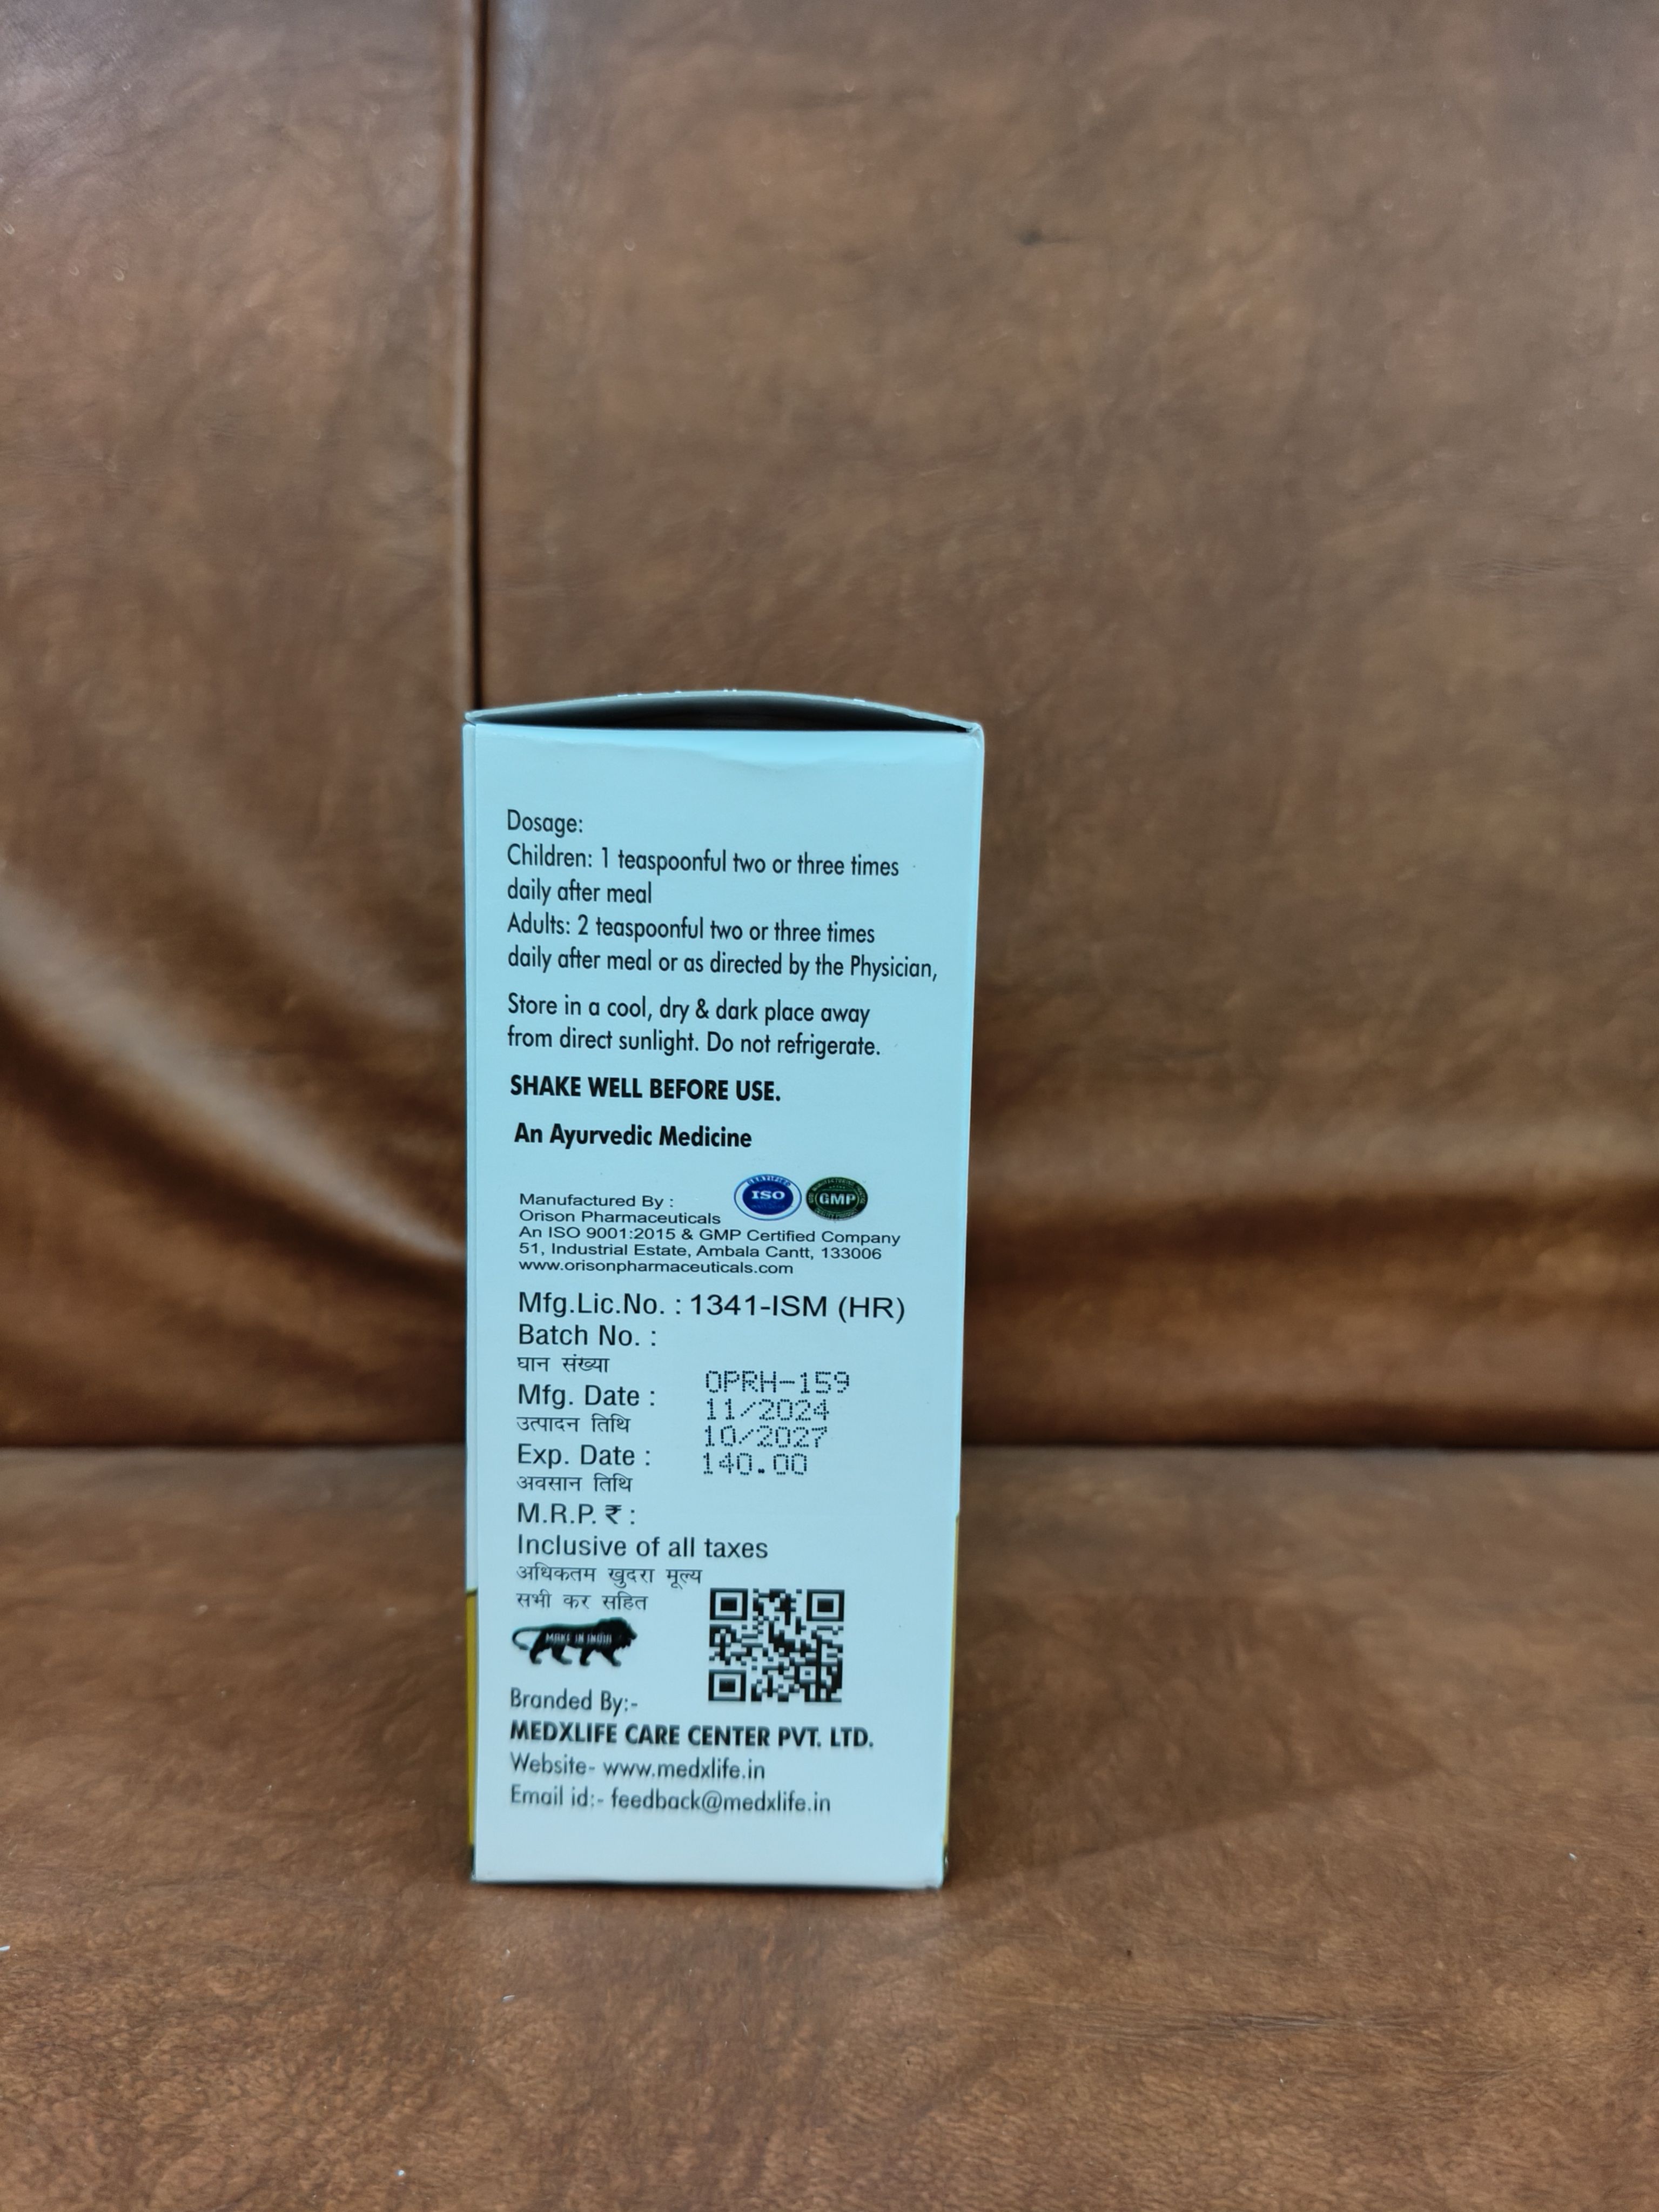 Dosage:
Children: 1 teaspoonful two or three times
daily after meal
Adults: 2 teaspoonful two or three times
daily after meal or as directed by the Physician,
Store in a cool, dry & dark place away
from direct sunlight. Do not refrigerate.
SHAKE WELL BEFORE USE.
An Ayurvedic Medicine
CERTIFIED
ISO
GMP
Manufactured By :
Orison Pharmaceuticals
An ISO 9001:2015 & GMP Certified Company
51, Industrial Estate, Ambala Cantt, 133006
www.orisonpharmaceuticals.com
Mfg.Lic.No. : 1341-ISM (HR)
Batch No. :
घान संख्या
OPRH-159
Mfg. Date :
11/2024
उत्पादन तिथि
10/2027
Exp. Date :
140.00
अवसान तिथि
M.R.P. ₹ :
Inclusive of all taxes
अधिकतम खुदरा मूल्य
सभी कर सहित
MAKE IN INDIA
Branded By:-
MEDXLIFE CARE CENTER PVT. LTD.
Website- www.medxlife.in
Email id:- feedback@medxlife.in